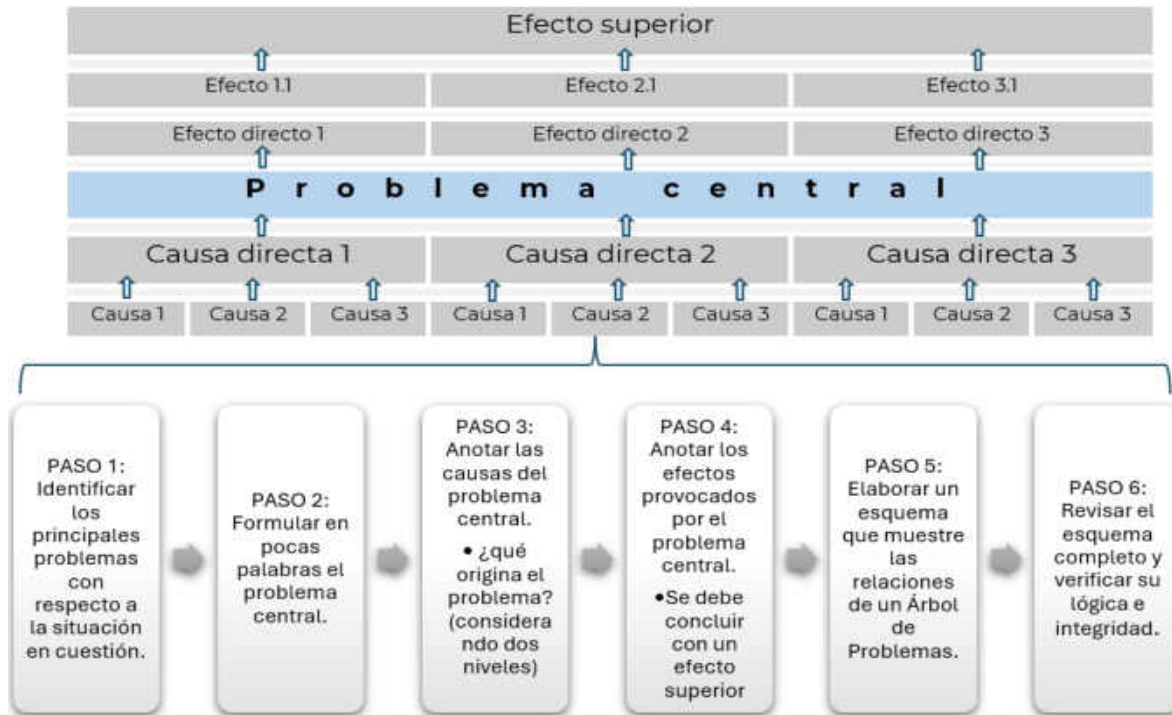 Efecto superior
Efecto 1.1 Efecto 2.1 Efecto 3.1
Efecto directo 1 Efecto directo 2 Efecto directo 3
Problema central
Causa directa 1 Causa directa 2 Causa directa 3
Causa 1 Causa 2 Causa 3 Causa 1 Causa 2 Causa 3 Causa 1 Causa 2 Causa 3
PASO 1:
Identificar
los
principales
problemas
con
respecto a
la situación
en cuestión.
PASO 2:
Formular en
pocas
palabras el
problema
central.
PASO 3:
Anotar las
causas del
problema
central.
• ¿qué
origina el
problema?
(considera
ndo dos
niveles)
PASO 4:
Anotar los
efectos
provocados
por el
problema
central.
•Se debe
concluir
con un
efecto
superior
PASO 5:
Elaborar un
esquema
que muestre
las
relaciones
de un Árbol
de
Problemas.
PASO 6:
Revisar el
esquema
completo y
verificar su
lógica e
integridad.